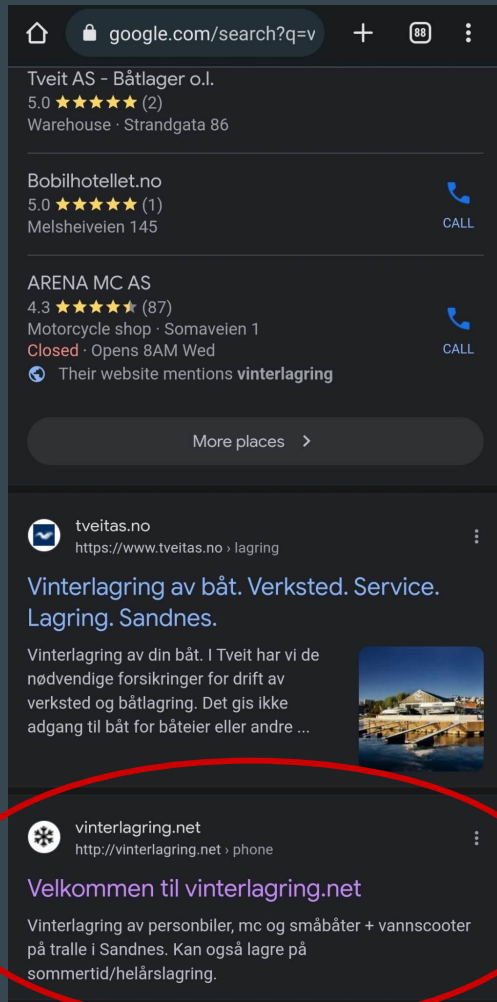 google.com/search?q=v
88
Tveit AS - Båtlager o.l.
5.0 ★★★★★ (2)
Warehouse · Strandgata 86
Bobilhotellet.no
5.0 ★★★★★ (1)
Melsheiveien 145
CALL
ARENA MC AS
4.3 ★★★★★ (87)
Motorcycle shop · Somaveien 1
Closed · Opens 8AM Wed
CALL
Their website mentions vinterlagring
More places >
tveitas.no
https://www.tveitas.no › lagring
Vinterlagring av båt. Verksted. Service.
Lagring. Sandnes.
Vinterlagring av din båt. I Tveit har vi de
nødvendige forsikringer for drift av
verksted og båtlagring. Det gis ikke
adgang til båt for båteier eller andre ...
vinterlagring.net
http://vinterlagring.net › phone
Velkommen til vinterlagring.net
Vinterlagring av personbiler, mc og småbåter + vannscooter
på tralle i Sandnes. Kan også lagre på
sommertid/helårslagring.